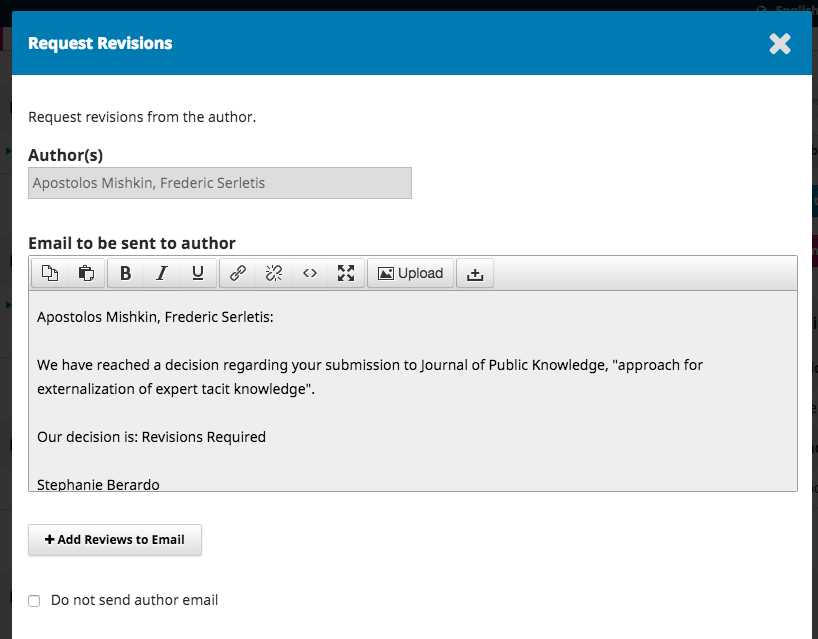 English
Request Revisions
Request revisions from the author.
Author(s)
Apostolos Mishkin, Frederic Serletis
Email to be sent to author
B I U <> Upload
Apostolos Mishkin, Frederic Serletis:
We have reached a decision regarding your submission to Journal of Public Knowledge, "approach for
externalization of expert tacit knowledge".
Our decision is: Revisions Required
Stephanie Berardo
+ Add Reviews to Email
Do not send author email